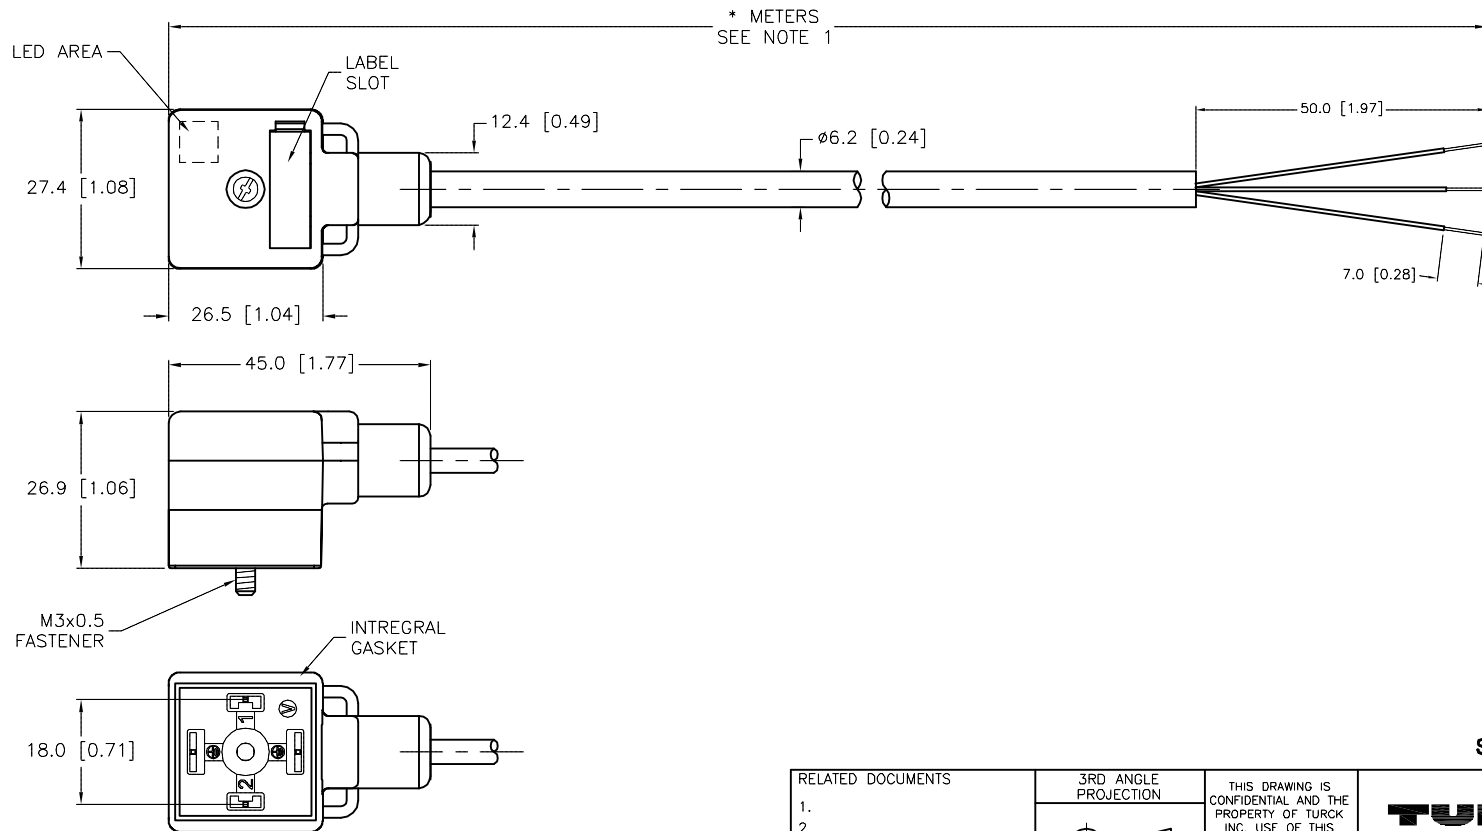 * METERS
SEE NOTE 1
LED AREA
LABEL
SLOT
12.4 [0.49]
ø6.2 [0.24]
50.0 [1.97]
27.4 [1.08]
7.0 [0.28]
26.5 [1.04]
45.0 [1.77]
26.9 [1.06]
M3x0.5
FASTENER
INTREGRAL
GASKET
1
V
18.0 [0.71]
2
RELATED DOCUMENTS
1.
2.
3RD ANGLE
PROJECTION
THIS DRAWING IS
CONFIDENTIAL AND THE
PROPERTY OF TURCK
INC. USE OF THIS